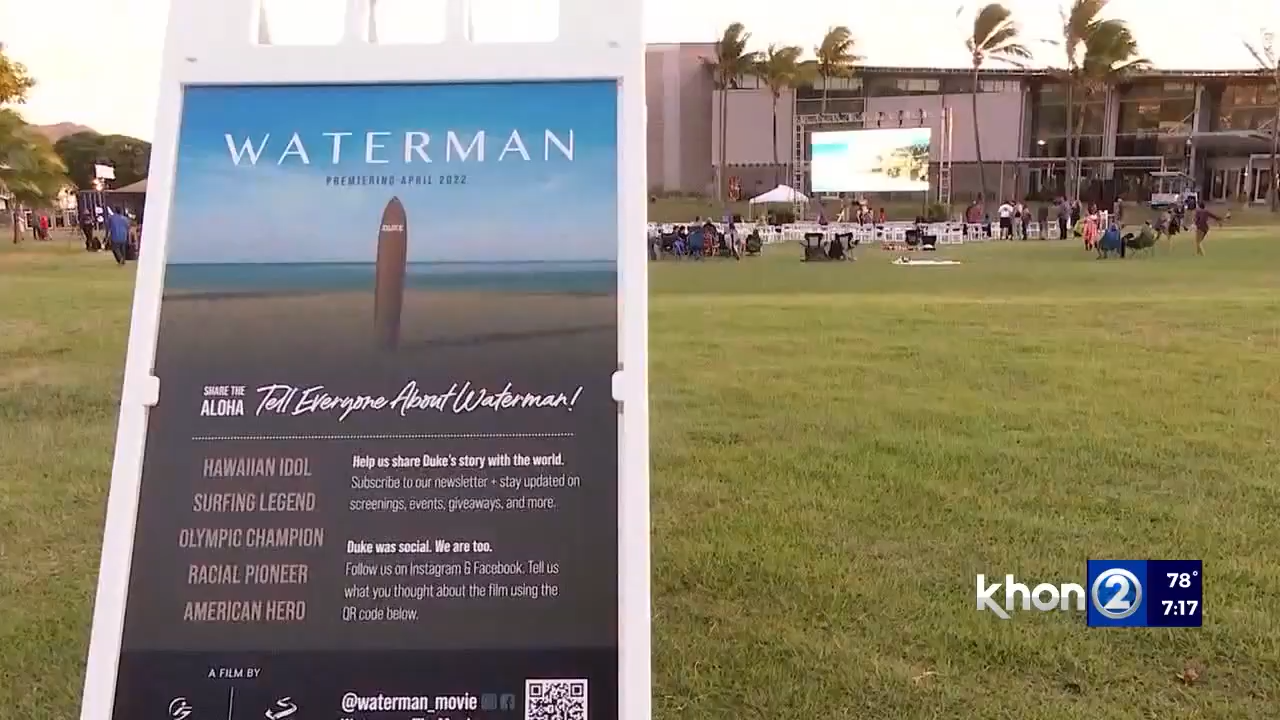 WATERMAN
PREMIERING APRIL 2022
DUKE
SHARE THE
ALOHA
Tell Everyone About Waterman!
HAWAIIAN IDOL
SURFING LEGEND
OLYMPIC CHAMPION
RACIAL PIONEER
AMERICAN HERO
Help us share Duke's story with the world.
Subscribe to our newsletter + stay updated on
screenings, events, giveaways, and more.
Duke was social. We are too.
Follow us on Instagram & Facebook. Tell us
what you thought about the film using the
QR code below.
A FILM BY
@waterman_movie
khon 2
78°
7:17